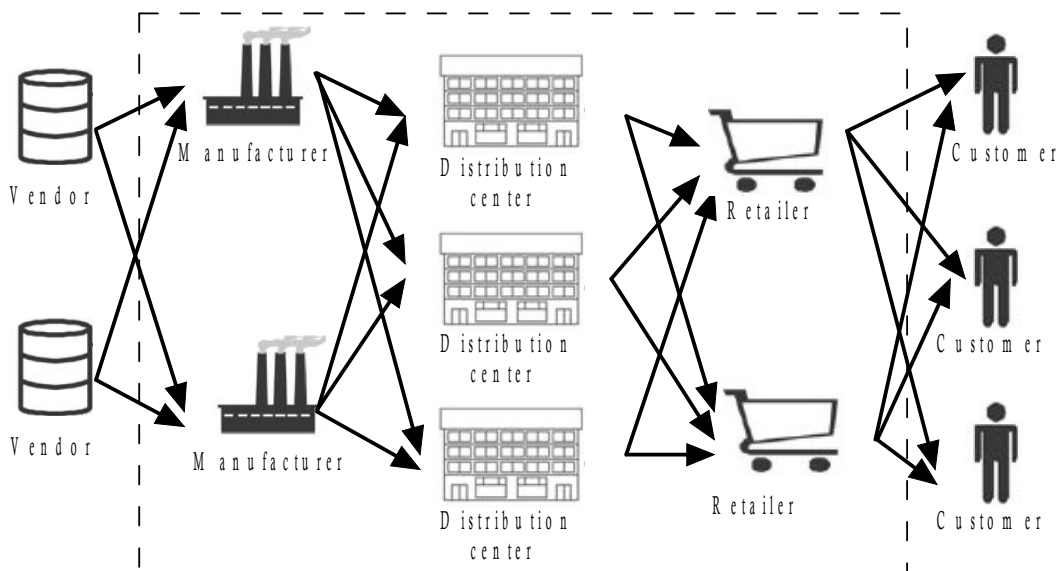 Vendor
Manufacturer
Distribution
center
Retailer
Customer
Distribution
center
Customer
Vendor
Manufacturer
Distribution
center
Retailer
Customer